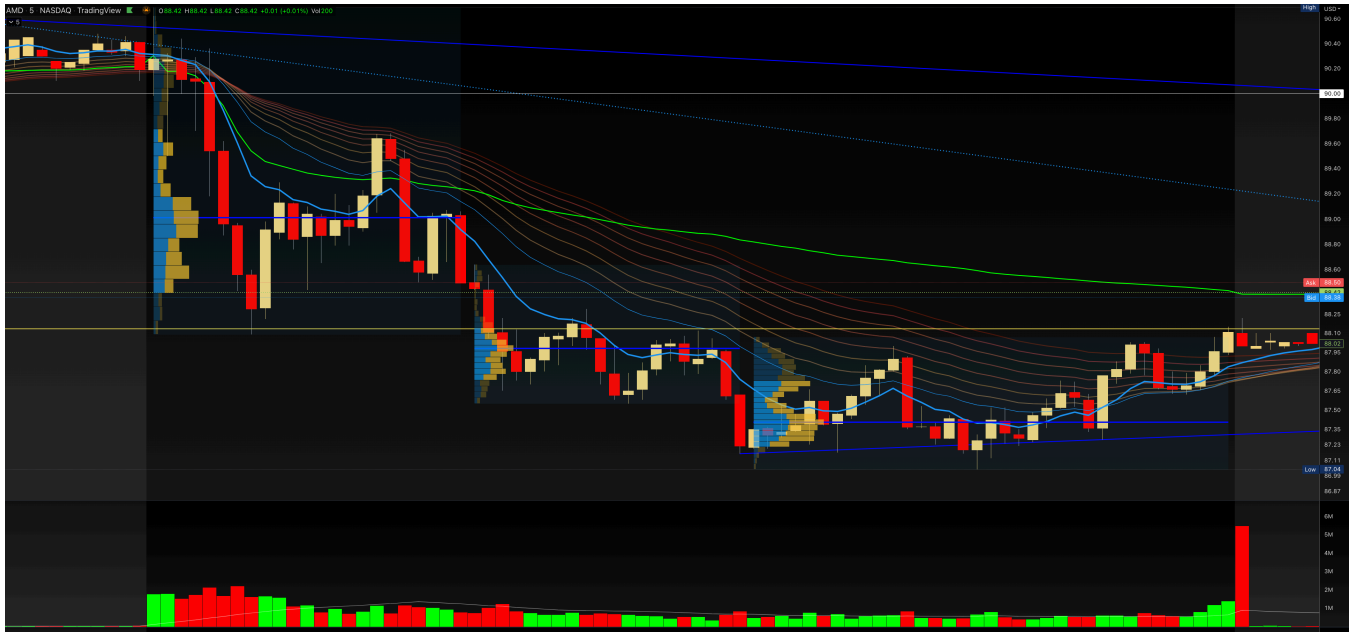 AMD · 5 · NASDAQ · TradingView O88.42 H88.42 L88.42 C88.42 +0.01 (+0.01%) Vol200
5
High
USD
90.60
90.40
90.20
90.00
89.80
89.60
89.40
89.20
89.00
88.80
88.60
Ask 88.50
Bid 88.38
88.25
88.10
88.02
87.95
87.80
87.65
87.50
87.35
87.23
87.11
Low 87.04
86.99
86.87
6M
5M
4M
3M
2M
1M